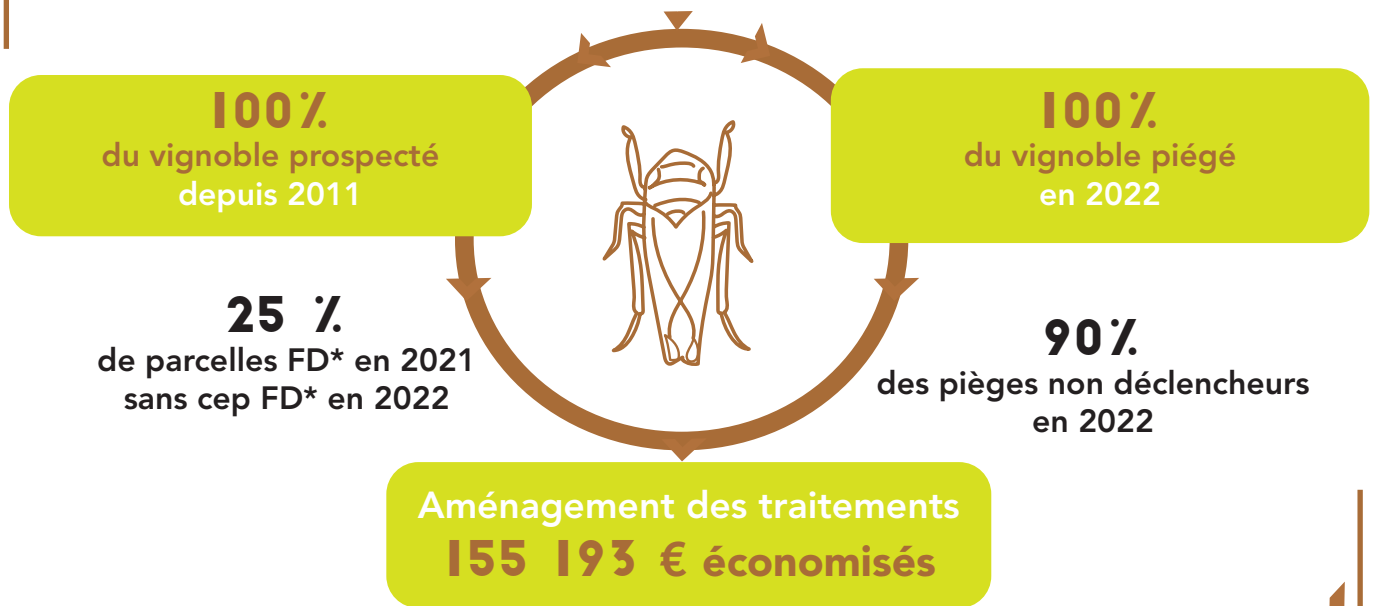 100%
du vignoble prospecté
depuis 2011
100%
du vignoble piégé
en 2022
25 %
de parcelles FD* en 2021
sans cep FD* en 2022
90%
des pièges non déclencheurs
en 2022
Aménagement des traitements
155 193 € économisés